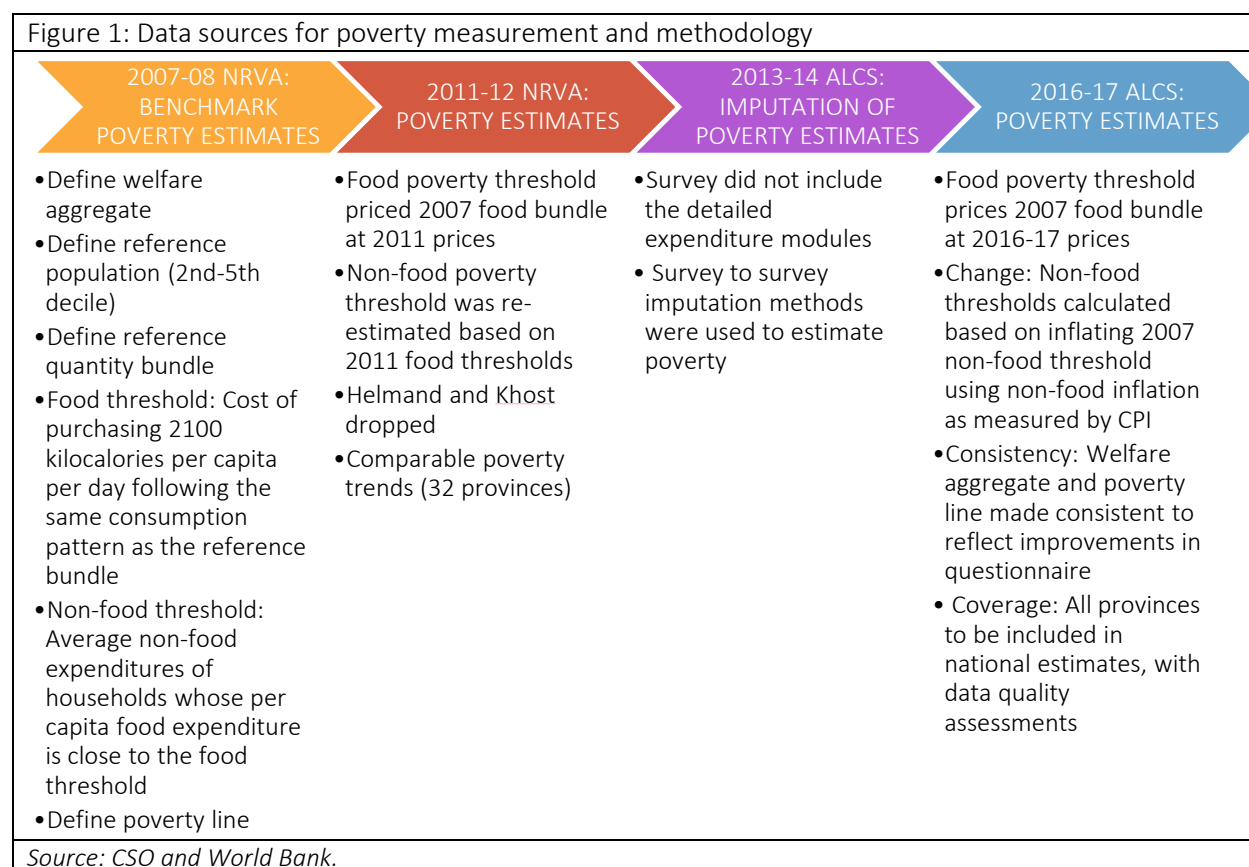 Figure 1: Data sources for poverty measurement and methodology
2007-08 NRVA:
BENCHMARK
POVERTY ESTIMATES
2011-12 NRVA:
POVERTY ESTIMATES
2013-14 ALCS:
IMPUTATION OF
POVERTY ESTIMATES
2016-17 ALCS:
POVERTY ESTIMATES
•Define welfare
aggregate
•Define reference
population (2nd-5th
decile)
•Define reference
quantity bundle
•Food threshold: Cost of
purchasing 2100
kilocalories per capita
per day following the
same consumption
pattern as the reference
bundle
•Non-food threshold:
Average non-food
expenditures of
households whose per
capita food expenditure
is close to the food
threshold
•Define poverty line
•Food poverty threshold
priced 2007 food bundle
at 2011 prices
•Non-food poverty
threshold was re-
estimated based on
2011 food thresholds
•Helmand and Khost
dropped
•Comparable poverty
trends (32 provinces)
•Survey did not include
the detailed
expenditure modules
• Survey to survey
imputation methods
were used to estimate
poverty
•Food poverty threshold
prices 2007 food bundle
at 2016-17 prices
•Change: Non-food
thresholds calculated
based on inflating 2007
non-food threshold
using non-food inflation
as measured by CPI
•Consistency: Welfare
aggregate and poverty
line made consistent to
reflect improvements in
questionnaire
• Coverage: All provinces
to be included in
national estimates, with
data quality
assessments
Source: CSO and World Bank.